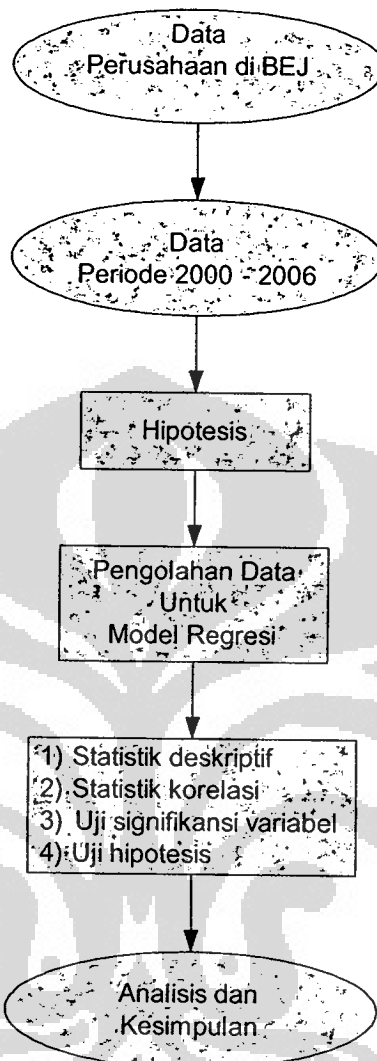 Data
Perusahaan di BEJ
Data
Periode 2000 - 2006
Hipotesis
Pengolahan Data
Untuk
Model Regresi
1) Statistik deskriptif
2) Statistik korelasi
3) Uji signifikansi variabel
4) Uji hipotesis
Analisis dan
Kesimpulan